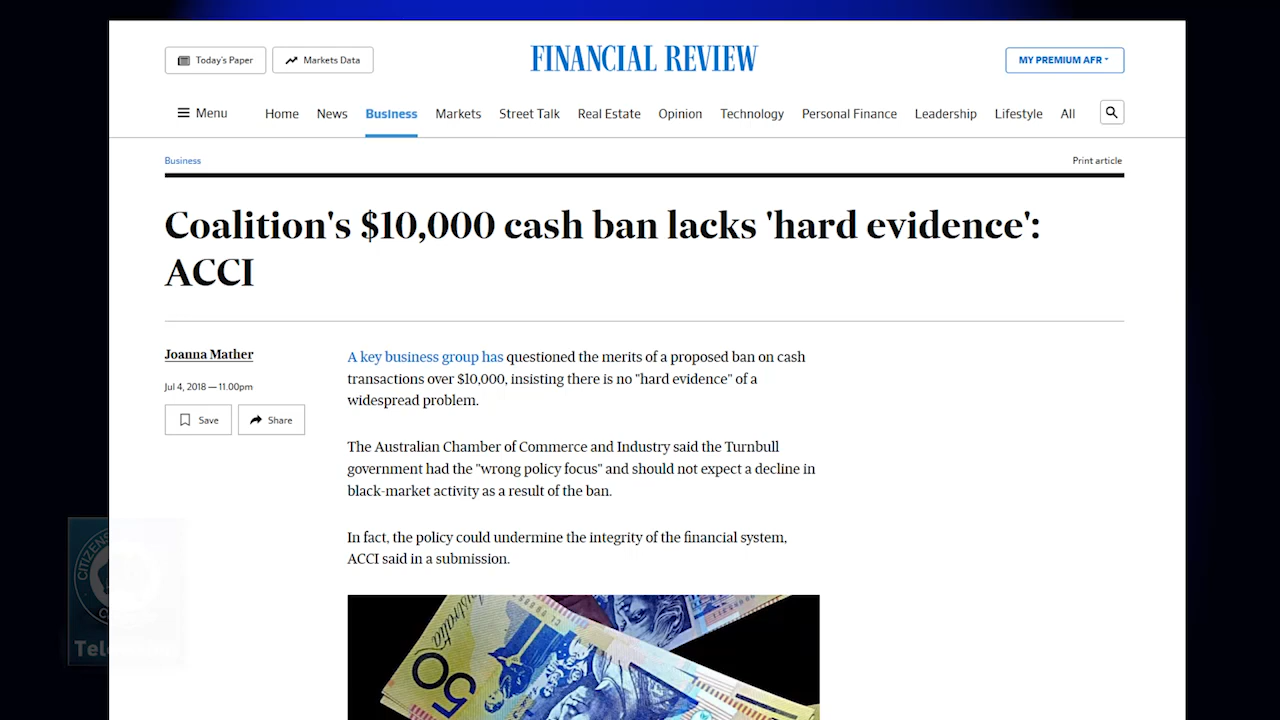 Today's Paper
Markets Data
FINANCIAL REVIEW
MY PREMIUM AFR
Menu
Home
News
Business
Markets
Street Talk
Real Estate
Opinion
Technology
Personal Finance
Leadership
Lifestyle
All
Business
Print article
Coalition's $10,000 cash ban lacks 'hard evidence':
ACCI
Joanna Mather
Jul 4, 2018 — 11.00pm
Save
Share
A key business group has questioned the merits of a proposed ban on cash
transactions over $10,000, insisting there is no "hard evidence" of a
widespread problem.
The Australian Chamber of Commerce and Industry said the Turnbull
government had the "wrong policy focus" and should not expect a decline in
black-market activity as a result of the ban.
In fact, the policy could undermine the integrity of the financial system,
ACCI said in a submission.
Australia
50
CITIZENS